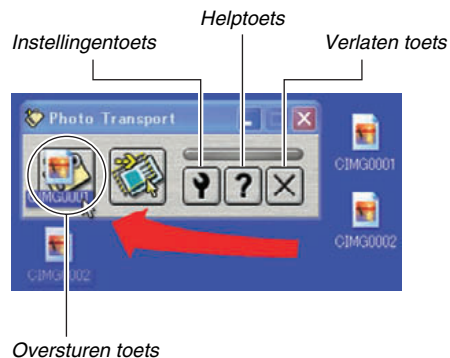 Helptoets
Instellingentoets
Verlaten toets
Photo Transport
?
CIMG0001
CIMG0001
CIMG0002
CIMG0002
Oversturen toets